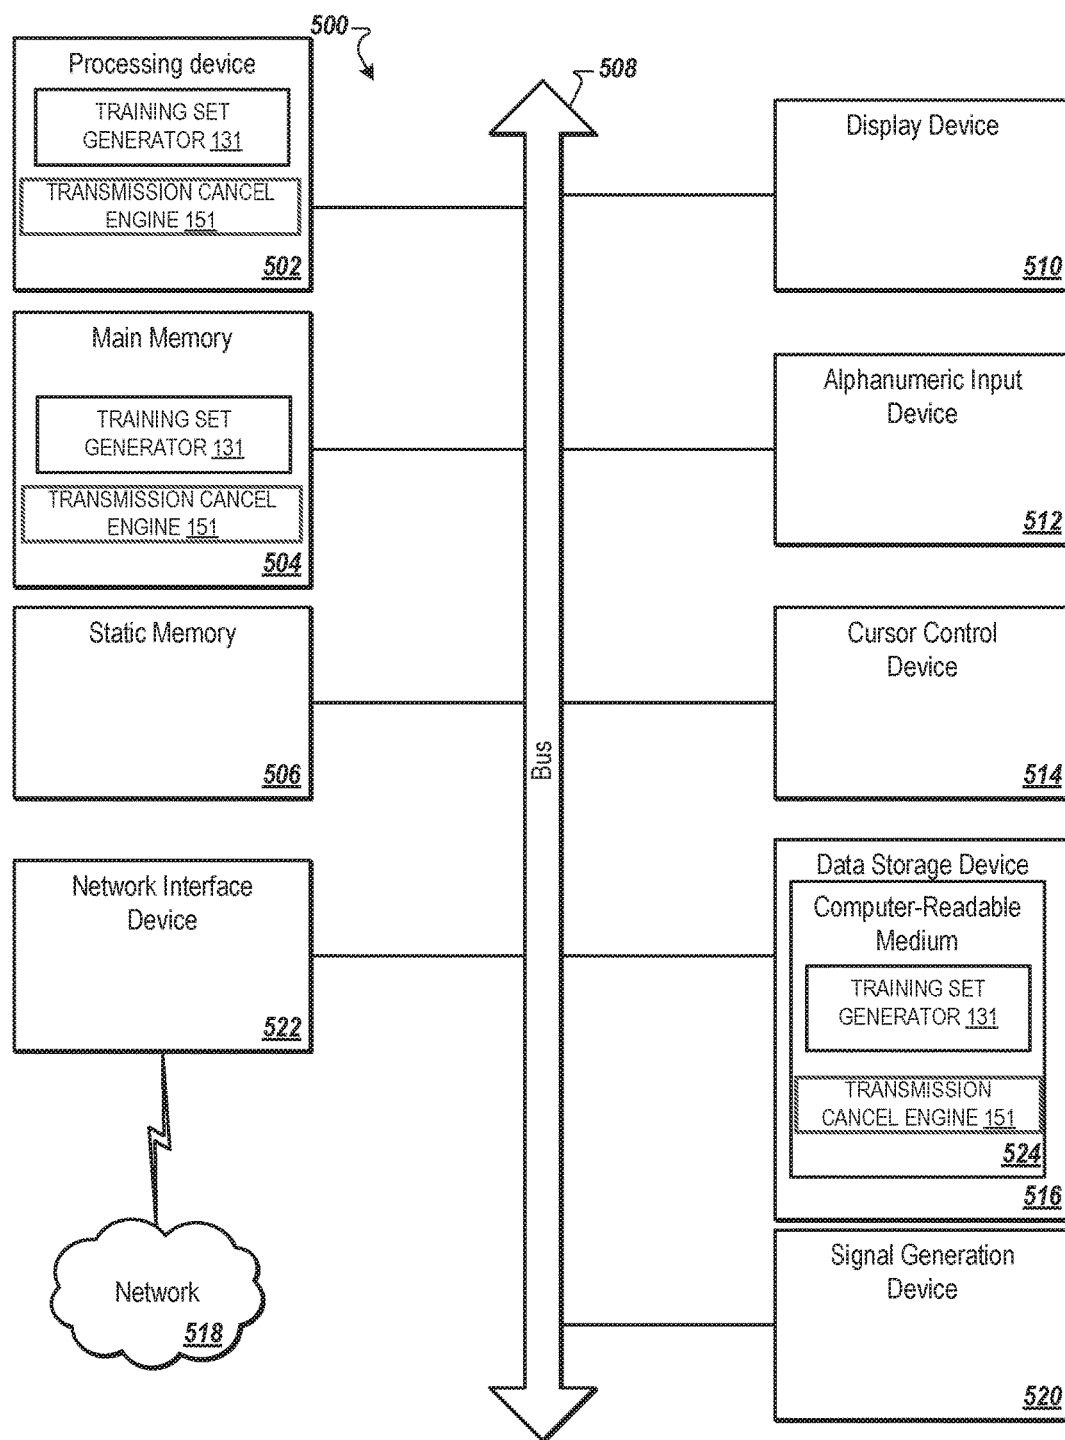 500
508
Processing device
TRAINING SET
GENERATOR 131
TRANSMISSION CANCEL
ENGINE 151
502
Main Memory
TRAINING SET
GENERATOR 131
TRANSMISSION CANCEL
ENGINE 151
504
Static Memory
506
Network Interface
Device
522
Network
518
Bus
Display Device
510
Alphanumeric Input
Device
512
Cursor Control
Device
514
Data Storage Device
Computer-Readable
Medium
TRAINING SET
GENERATOR 131
TRANSMISSION
CANCEL ENGINE 151
524
516
Signal Generation
Device
520